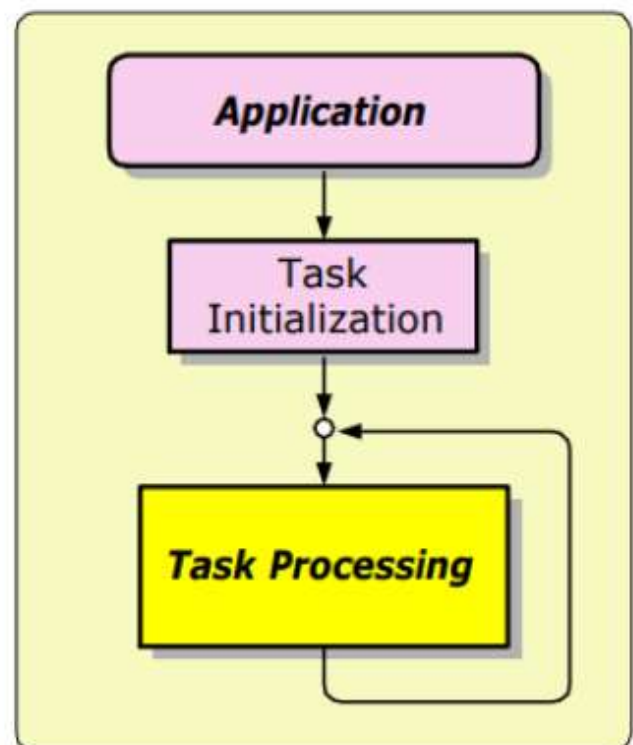 Application
Task
Initialization
Task Processing